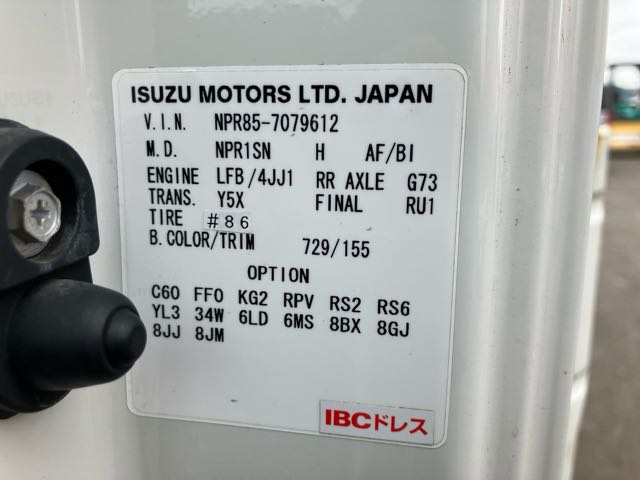 ISUZU MOTORS LTD. JAPAN
V.I.N. NPR85-7079612
M.D. NPR1SN H AF/BI
ENGINE LFB/4JJ1 RR AXLE G73
TRANS. Y5X FINAL RU1
TIRE #86
B.COLOR/TRIM 729/155
OPTION
C60 FF0 KG2 RPV RS2 RS6
YL3 34W 6LD 6MS 8BX 8GJ
8JJ 8JM
IBCドレス